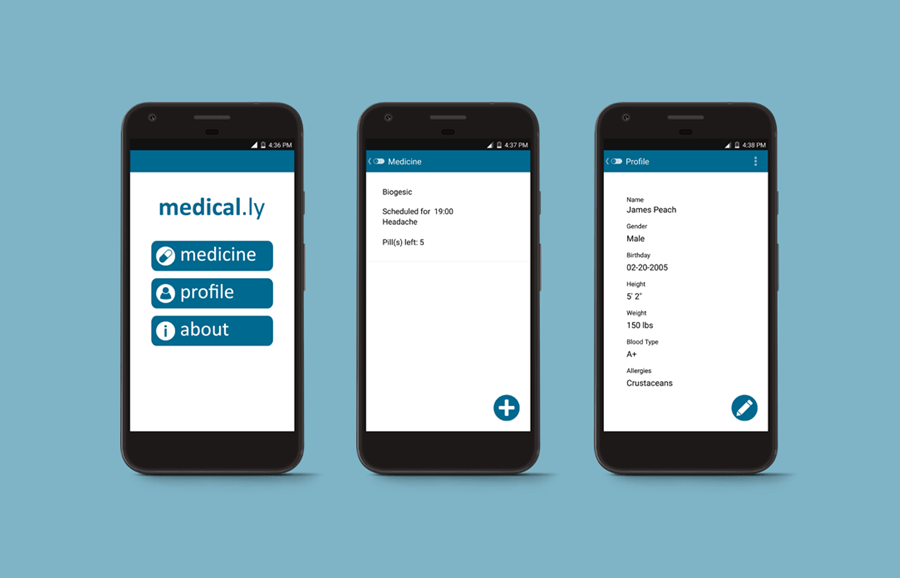 4:36 PM
medical.ly
medicine
profile
about
4:37 PM
Medicine
Biogesic
Scheduled for 19:00
Headache
Pill(s) left: 5
4:38 PM
Profile
Name
James Peach
Gender
Male
Birthday
02-20-2005
Height
5' 2"
Weight
150 lbs
Blood Type
A+
Allergies
Crustaceans